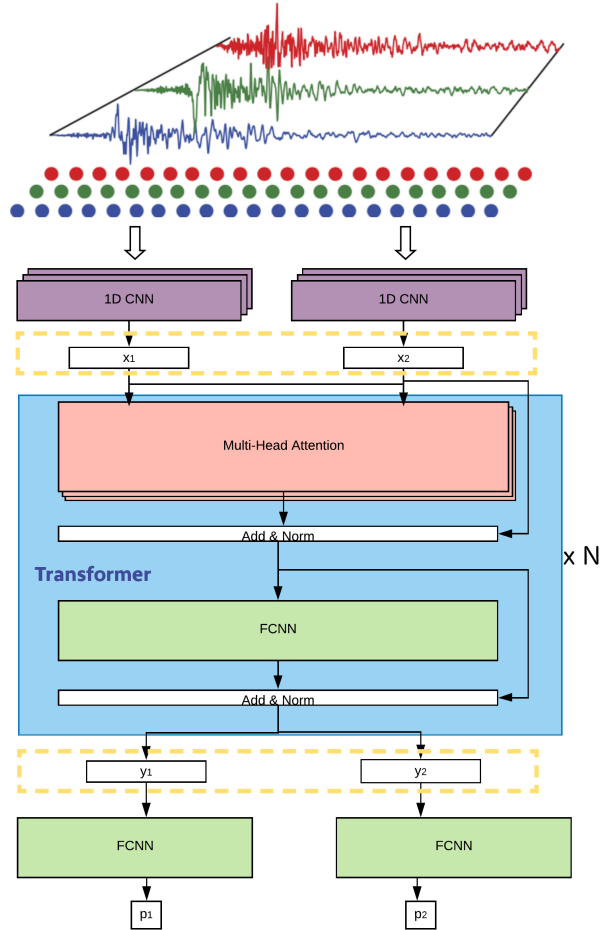 1D CNN 1D CNN
x1 x2
Multi-Head Attention
Add & Norm
x N
Transformer
FCNN
Add & Norm
y1 y2
FCNN FCNN
p1 p2